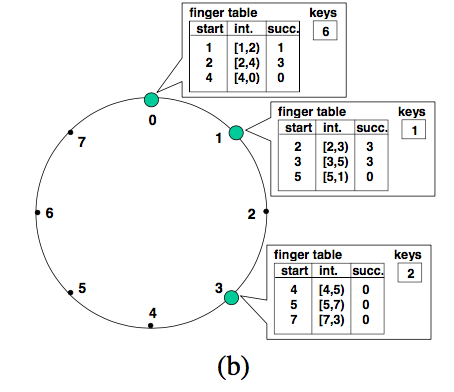 finger table keys
start int. succ. 6
1 [1,2) 1
2 [2,4) 3
4 [4,0) 0
0
finger table keys
start int. succ. 1
2 [2,3) 3
3 [3,5) 3
5 [5,1) 0
1
7
6
2
finger table keys
start int. succ. 2
4 [4,5) 0
5 [5,7) 0
7 [7,3) 0
5
3
4
(b)